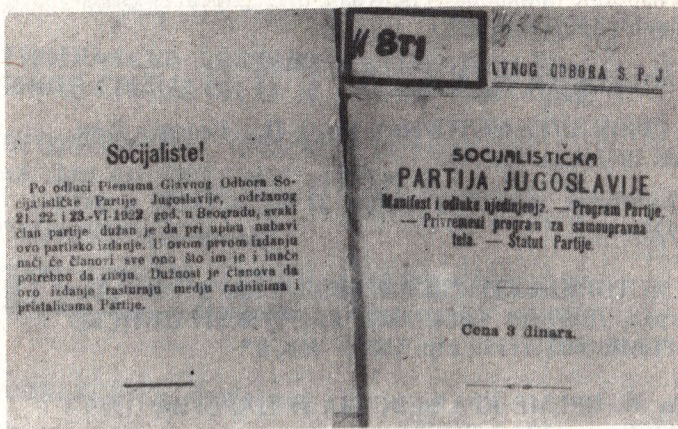 Socijaliste!
Po odluci Plenuma Glavnog Odbora So-
cijalističke Partije Jugoslavije, održanog
21. 22. i 23.-VI-1922 god. u Beogradu, svaki
član partije dužan je da pri upisu nabavi
ovo partisko izdanje. U ovom prvom izdanju
naći će članovi sve ono što im je i inače
potrebno da znaju. Dužnost je članova da
ovo izdanje rasturaju medju radnicima i
pristalicama Partije.
II 8TI
AVNOG ODBORA S. P. J.
SOCIJALISTIČKA
PARTIJA JUGOSLAVIJE
Manifest i odluka ujedinjenja. — Program Partije.
— Privremeni program za samoupravna
tela. — Statut Partije.
Cena 3 dinara.